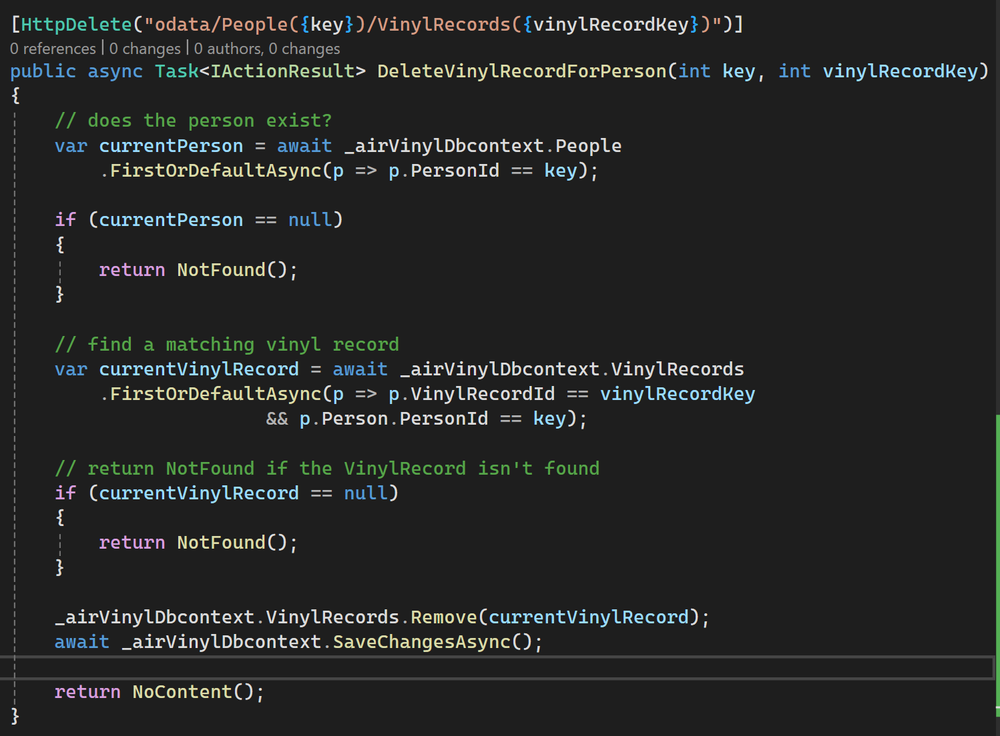 [HttpDelete("odata/People({key})/VinylRecords({vinylRecordKey})")]
0 references | 0 changes | 0 authors, 0 changes
public async Task<IActionResult> DeleteVinylRecordForPerson(int key, int vinylRecordKey)
{
    // does the person exist?
    var currentPerson = await _airVinylDbcontext.People
        .FirstOrDefaultAsync(p => p.PersonId == key);

    if (currentPerson == null)
    {
        return NotFound();
    }

    // find a matching vinyl record
    var currentVinylRecord = await _airVinylDbcontext.VinylRecords
        .FirstOrDefaultAsync(p => p.VinylRecordId == vinylRecordKey
                       && p.Person.PersonId == key);

    // return NotFound if the VinylRecord isn't found
    if (currentVinylRecord == null)
    {
        return NotFound();
    }

    _airVinylDbcontext.VinylRecords.Remove(currentVinylRecord);
    await _airVinylDbcontext.SaveChangesAsync();

    return NoContent();
}